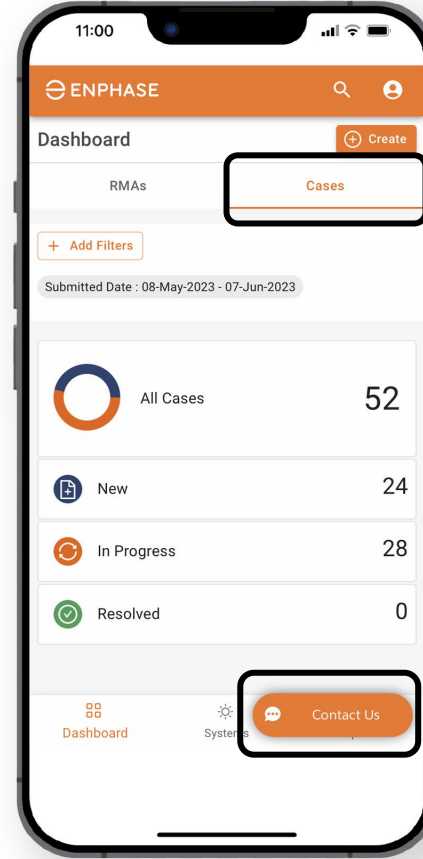 11:00
ENPHASE
Dashboard
Create
RMAs
Cases
+ Add Filters
Submitted Date : 08-May-2023 - 07-Jun-2023
All Cases
52
New
24
In Progress
28
Resolved
0
Contact Us
Dashboard
Systems